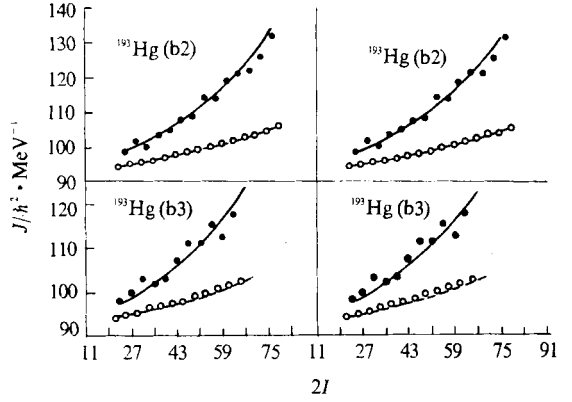 140
130
120
110
100
90
120
110
100
90
J/ħ² · MeV⁻¹
¹⁹³Hg (b2)
¹⁹³Hg (b2)
¹⁹³Hg (b3)
¹⁹³Hg (b3)
11 27 43 59 75 11 27 43 59 75 91
2I